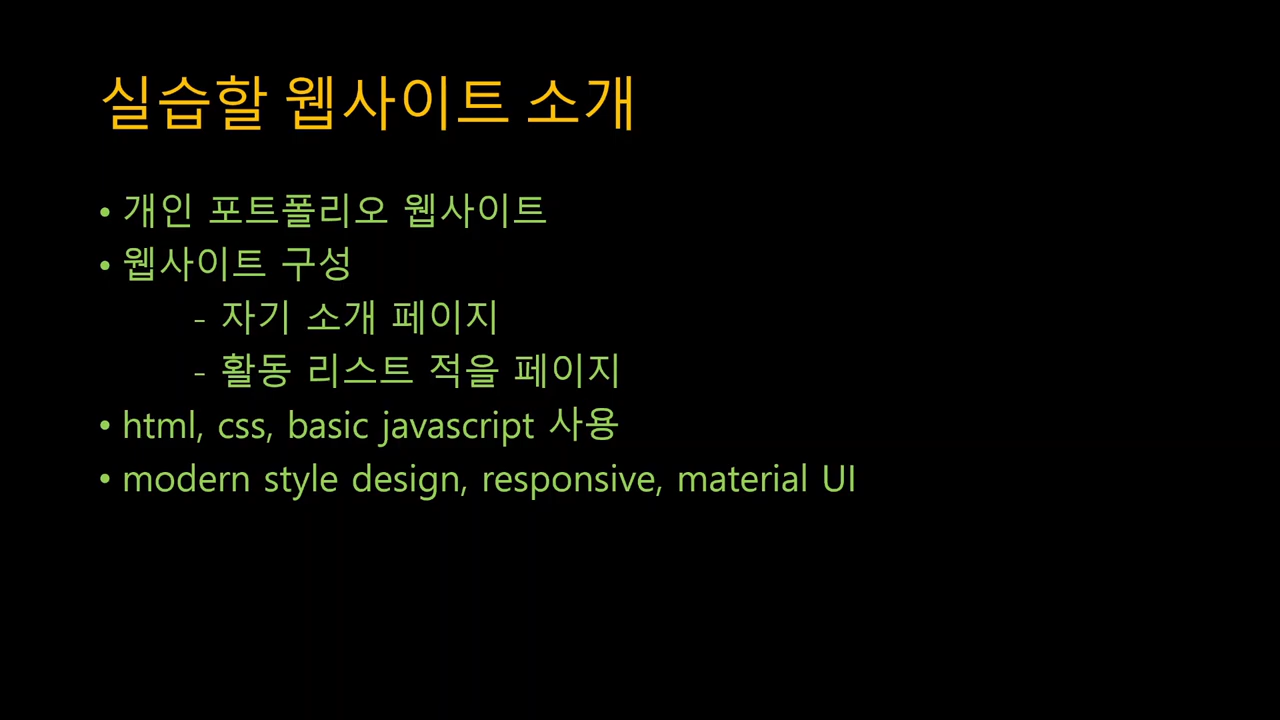 실습할 웹사이트 소개
• 개인 포트폴리오 웹사이트
• 웹사이트 구성
- 자기 소개 페이지
- 활동 리스트 적을 페이지
• html, css, basic javascript 사용
• modern style design, responsive, material UI